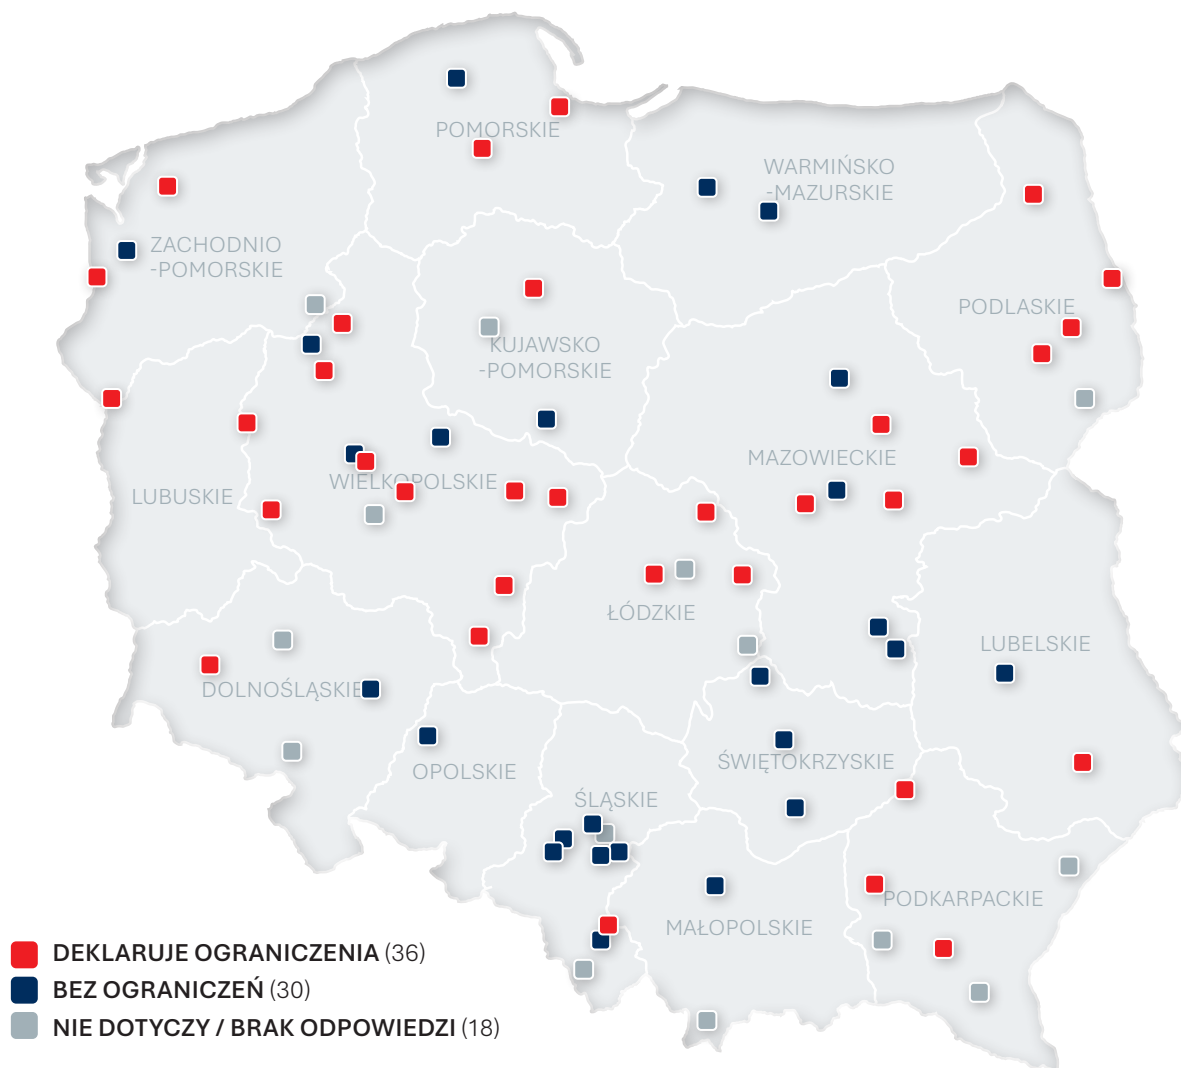 POMORSKIE
WARMIŃSKO
-MAZURSKIE
ZACHODNIO
-POMORSKIE
PODLASKIE
KUJAWSKO
-POMORSKIE
MAZOWIECKIE
WIELKOPOLSKIE
LUBUSKIE
ŁÓDZKIE
LUBELSKIE
DOLNOŚLĄSKIE
OPOLSKIE
ŚWIĘTOKRZYSKIE
ŚLĄSKIE
PODKARPACKIE
MAŁOPOLSKIE
DEKLARUJE OGRANICZENIA (36)
BEZ OGRANICZEŃ (30)
NIE DOTYCZY / BRAK ODPOWIEDZI (18)